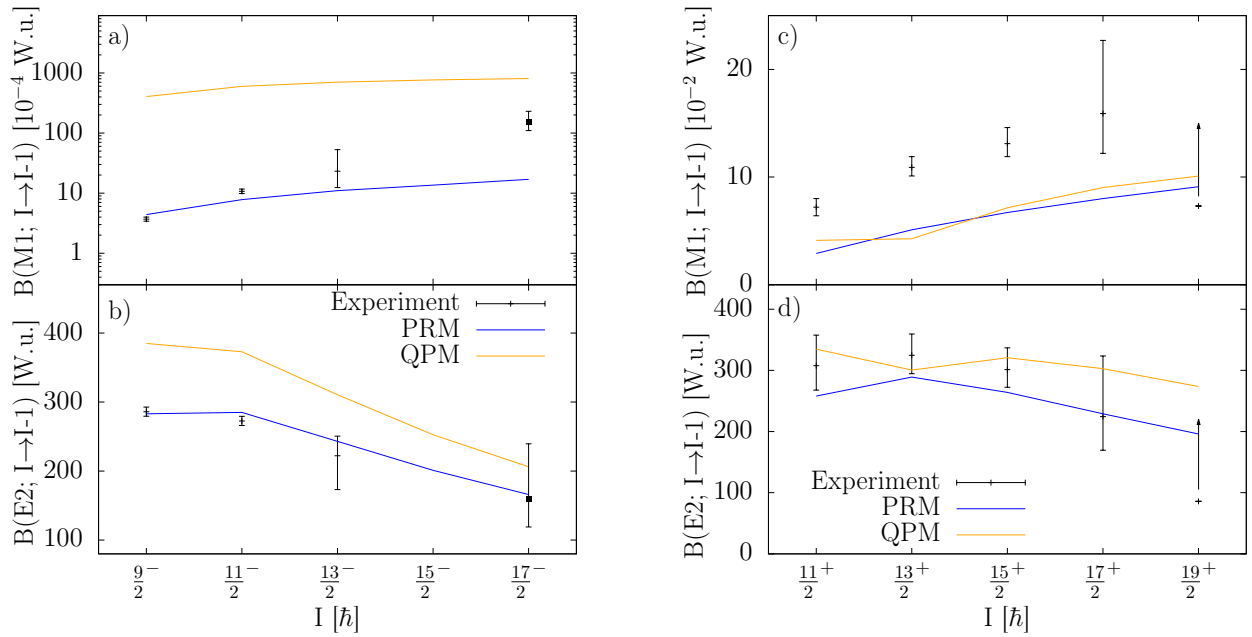 a)
B(M1; I→I-1) [10⁻⁴ W.u.]
1000
100
10
1
b)
B(E2; I→I-1) [W.u.]
400
300
200
100
Experiment
PRM
QPM
9/2⁻ 11/2⁻ 13/2⁻ 15/2⁻ 17/2⁻
I [ħ]
c)
B(M1; I→I-1) [10⁻² W.u.]
20
10
0
d)
B(E2; I→I-1) [W.u.]
400
300
200
100
0
Experiment
PRM
QPM
11/2⁺ 13/2⁺ 15/2⁺ 17/2⁺ 19/2⁺
I [ħ]